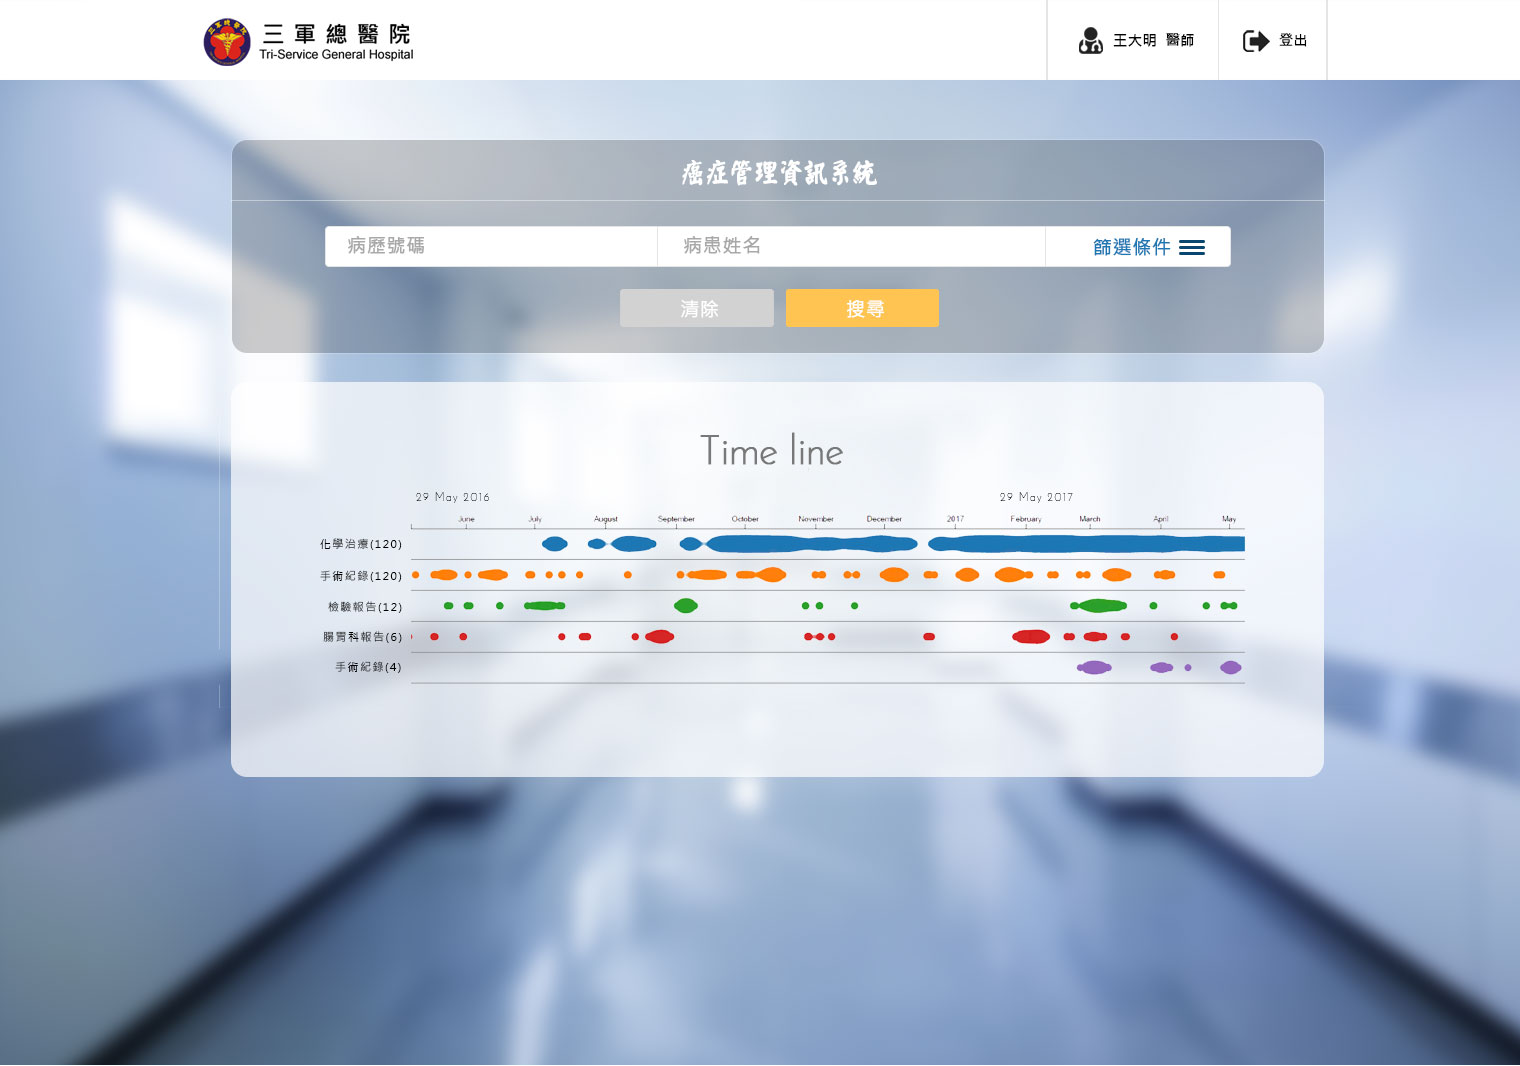 三軍總醫院
Tri-Service General Hospital
王大明 醫師
登出
癌症管理資訊系統
病歷號碼
病患姓名
篩選條件
清除
搜尋
Time line
29 May 2016
29 May 2017
June July August September October November December 2017 February March April May
化學治療(120)
手術紀錄(120)
檢驗報告(12)
腸胃科報告(6)
手術紀錄(4)